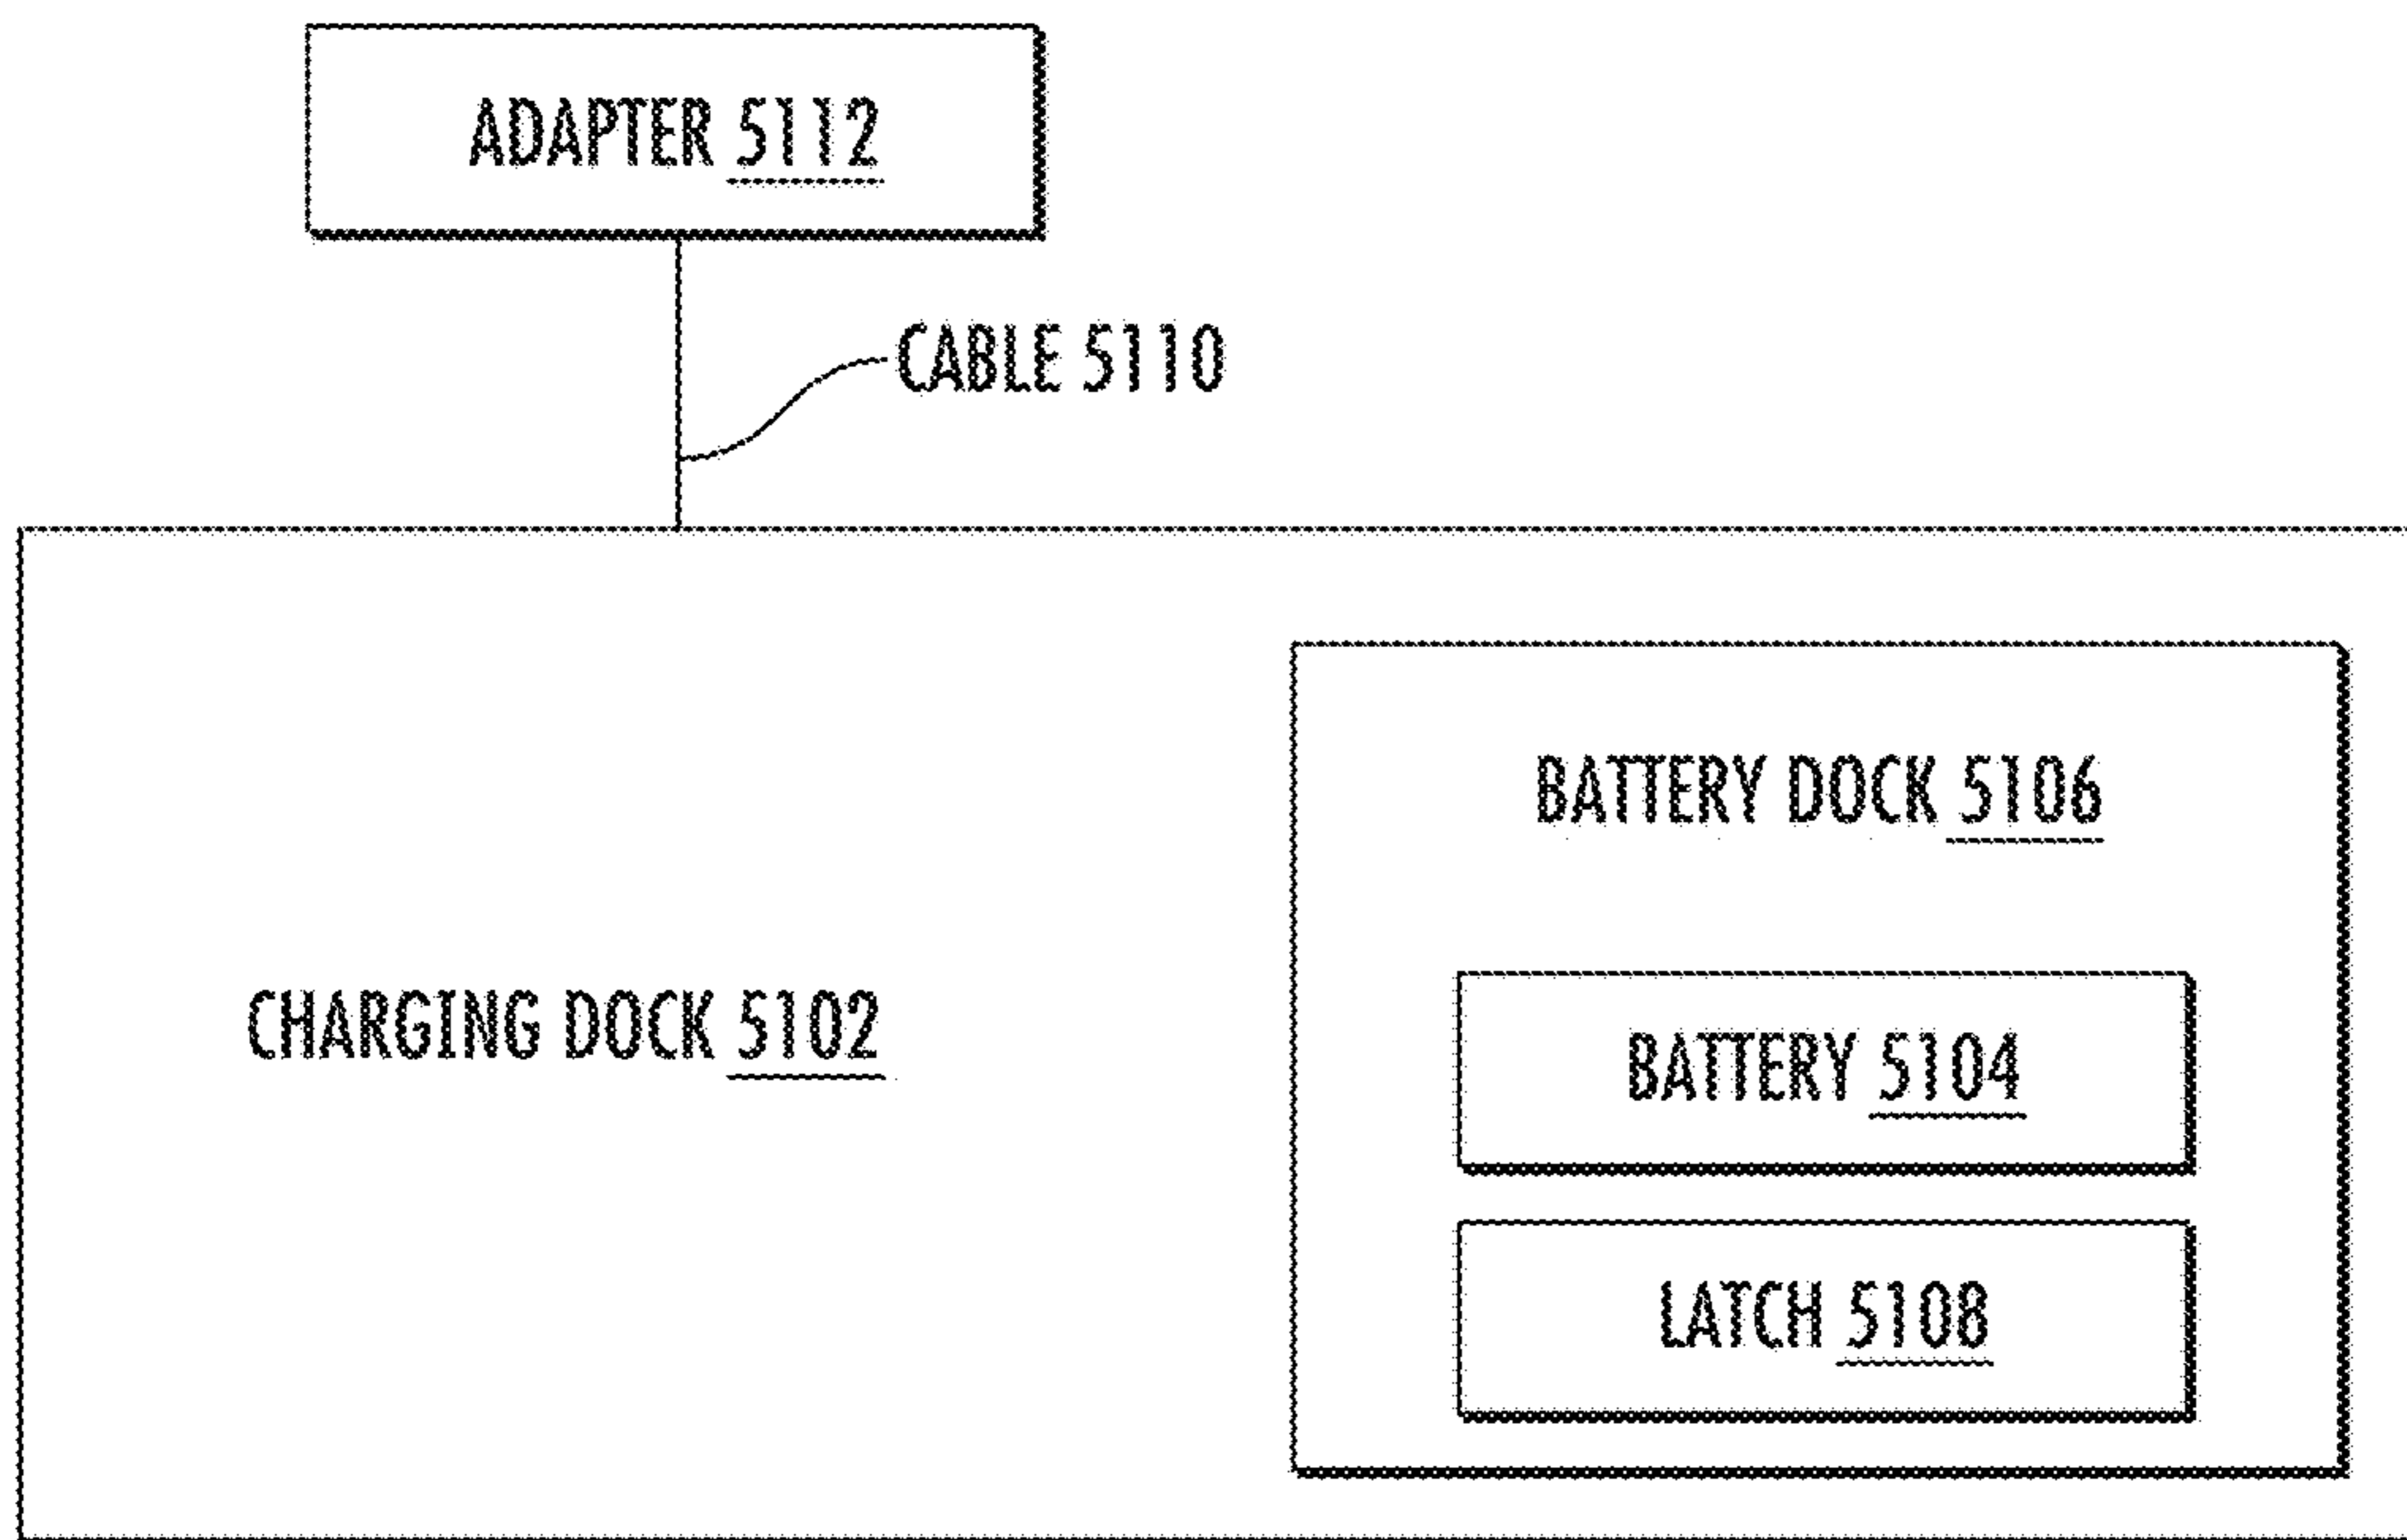 ADAPTER 5112
CABLE 5110
BATTERY DOCK 5106
CHARGING DOCK 5102
BATTERY 5104
LATCH 5108